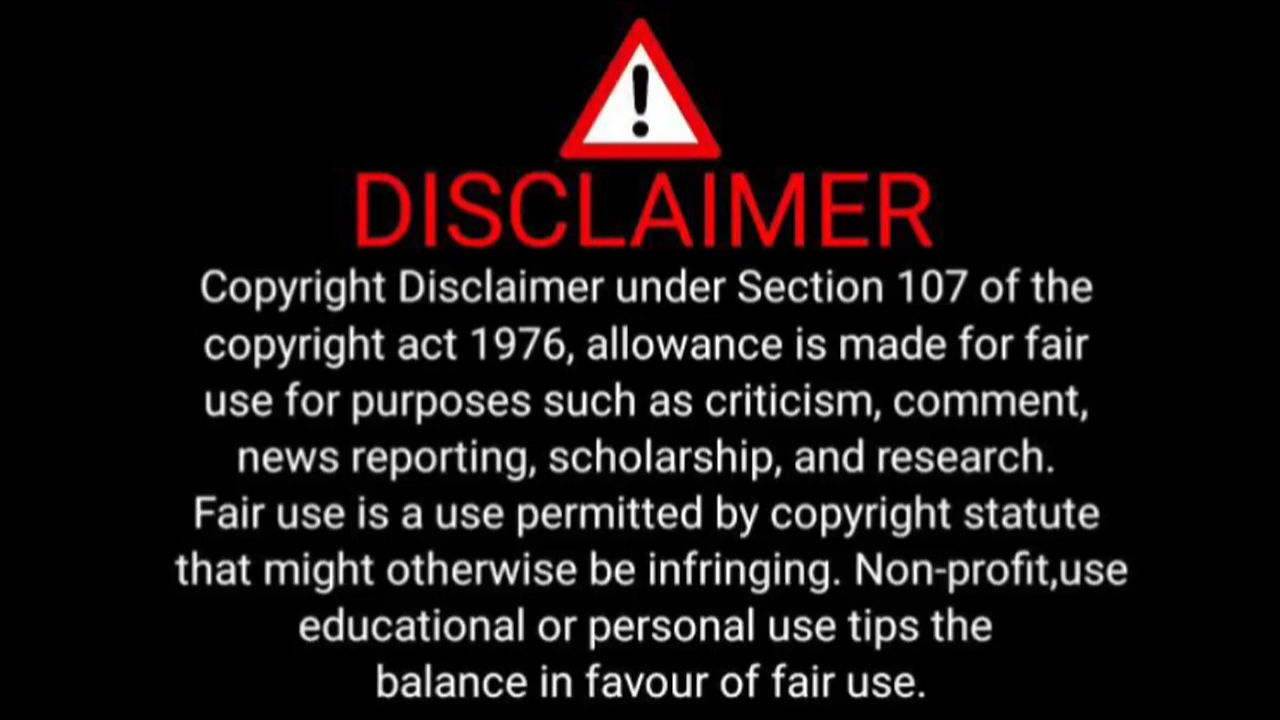 DISCLAIMER
Copyright Disclaimer under Section 107 of the
copyright act 1976, allowance is made for fair
use for purposes such as criticism, comment,
news reporting, scholarship, and research.
Fair use is a use permitted by copyright statute
that might otherwise be infringing. Non-profit,use
educational or personal use tips the
balance in favour of fair use.